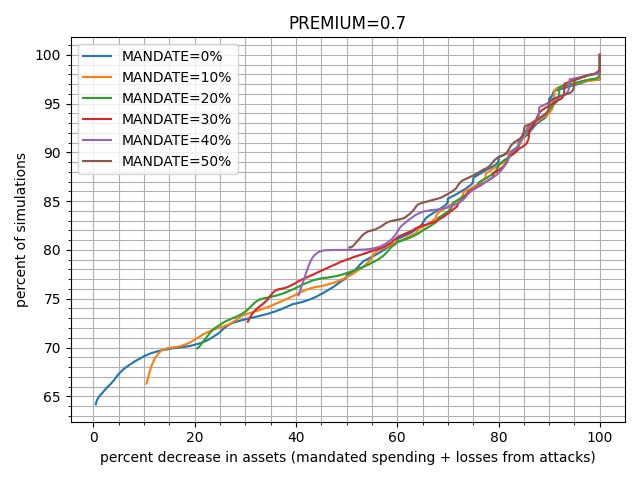 PREMIUM=0.7
MANDATE=0%
MANDATE=10%
MANDATE=20%
MANDATE=30%
MANDATE=40%
MANDATE=50%
percent of simulations
100
95
90
85
80
75
70
65
0 20 40 60 80 100
percent decrease in assets (mandated spending + losses from attacks)